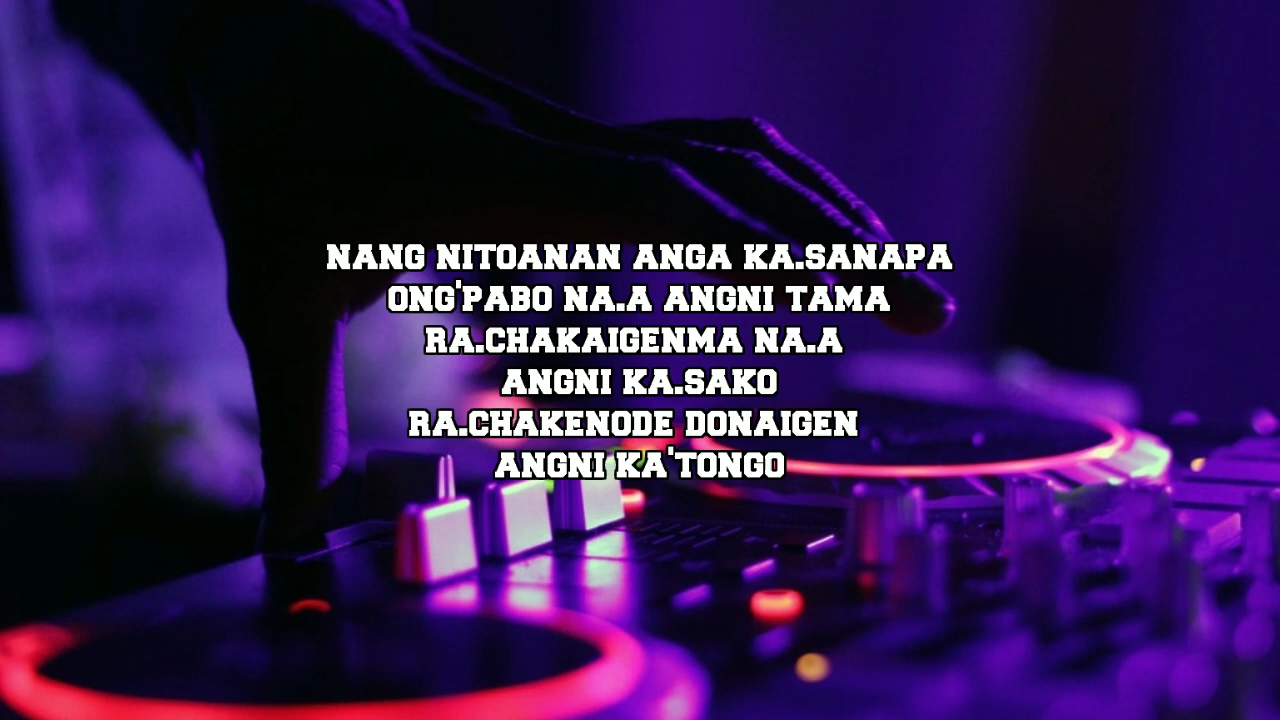 NANG NITOANAN ANGA KA.SANAPA
ONG'PABO NA.A ANGNI TAMA
RA.CHAKAIGENMA NA.A
ANGNI KA.SAKO
RA.CHAKENODE DONAIGEN
ANGNI KA'TONGO